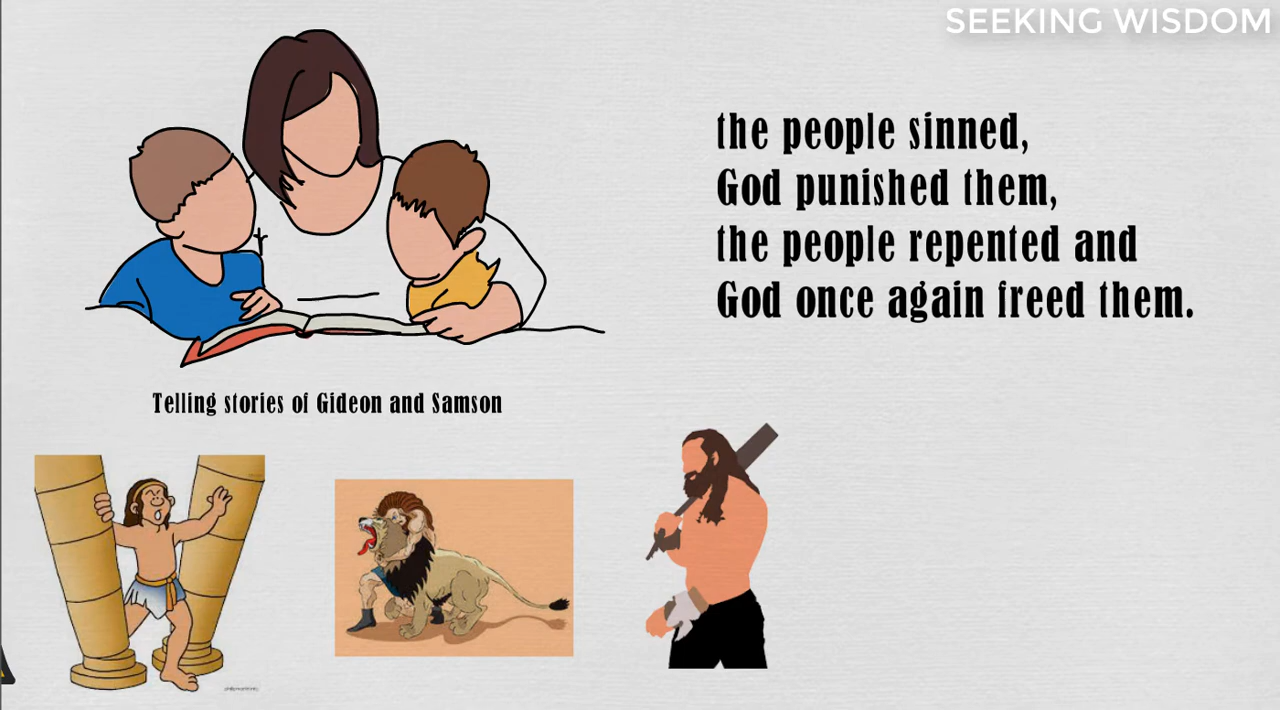 SEEKING WISDOM
the people sinned,
God punished them,
the people repented and
God once again freed them.
Telling stories of Gideon and Samson